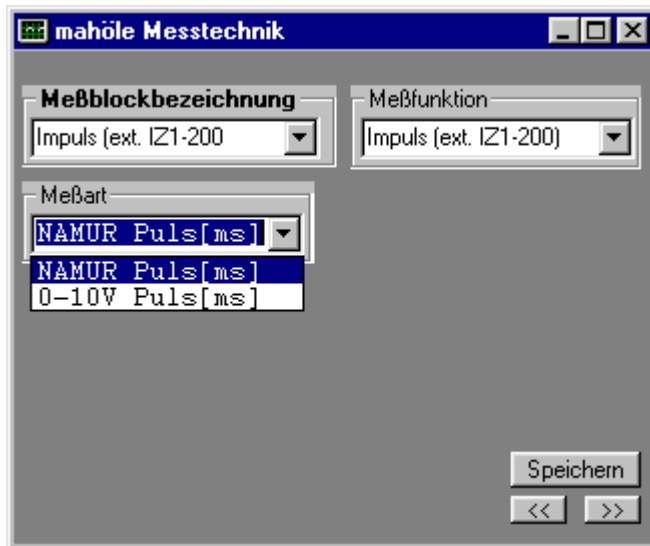 mahöle Messtechnik
Meßblockbezeichnung
Meßfunktion
Impuls (ext. IZ1-200
Impuls (ext. IZ1-200)
Meßart
NAMUR Puls[ms]
NAMUR Puls[ms]
0-10V Puls[ms]
Speichern
<< >>